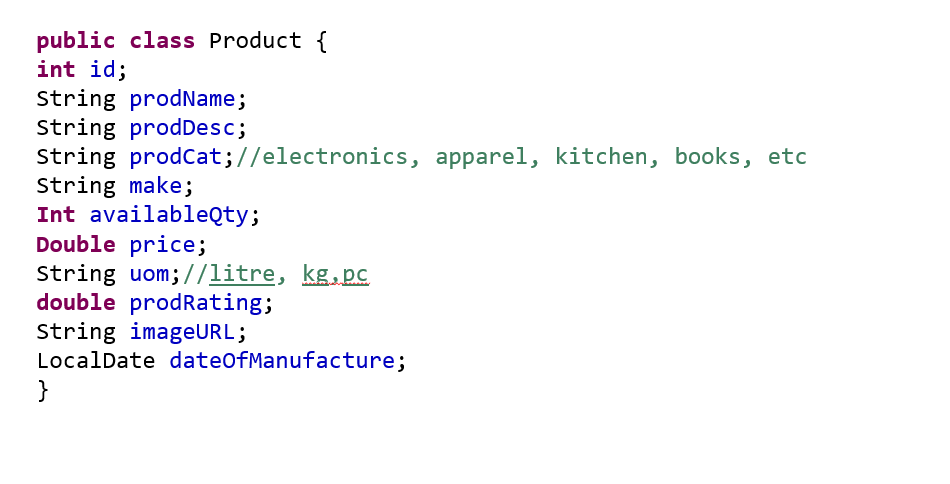 public class Product {
int id;
String prodName;
String prodDesc;
String prodCat;//electronics, apparel, kitchen, books, etc
String make;
Int availableQty;
Double price;
String uom;//litre, kg,pc
double prodRating;
String imageURL;
LocalDate dateOfManufacture;
}